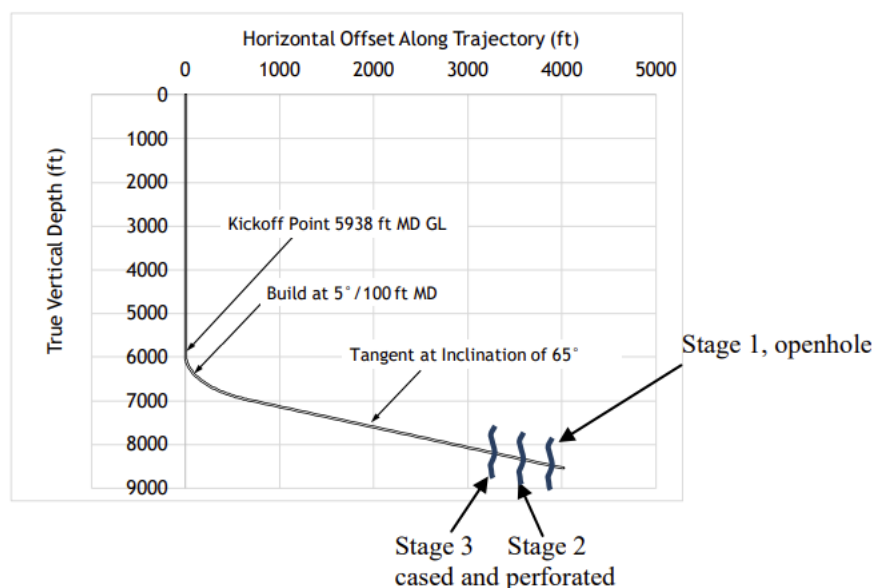 Horizontal Offset Along Trajectory (ft)
0 1000 2000 3000 4000 5000
True Vertical Depth (ft)
0
1000
2000
3000
Kickoff Point 5938 ft MD GL
4000
Build at 5°/100 ft MD
5000
6000
Tangent at Inclination of 65°
Stage 1, openhole
7000
8000
9000
Stage 3 Stage 2
cased and perforated